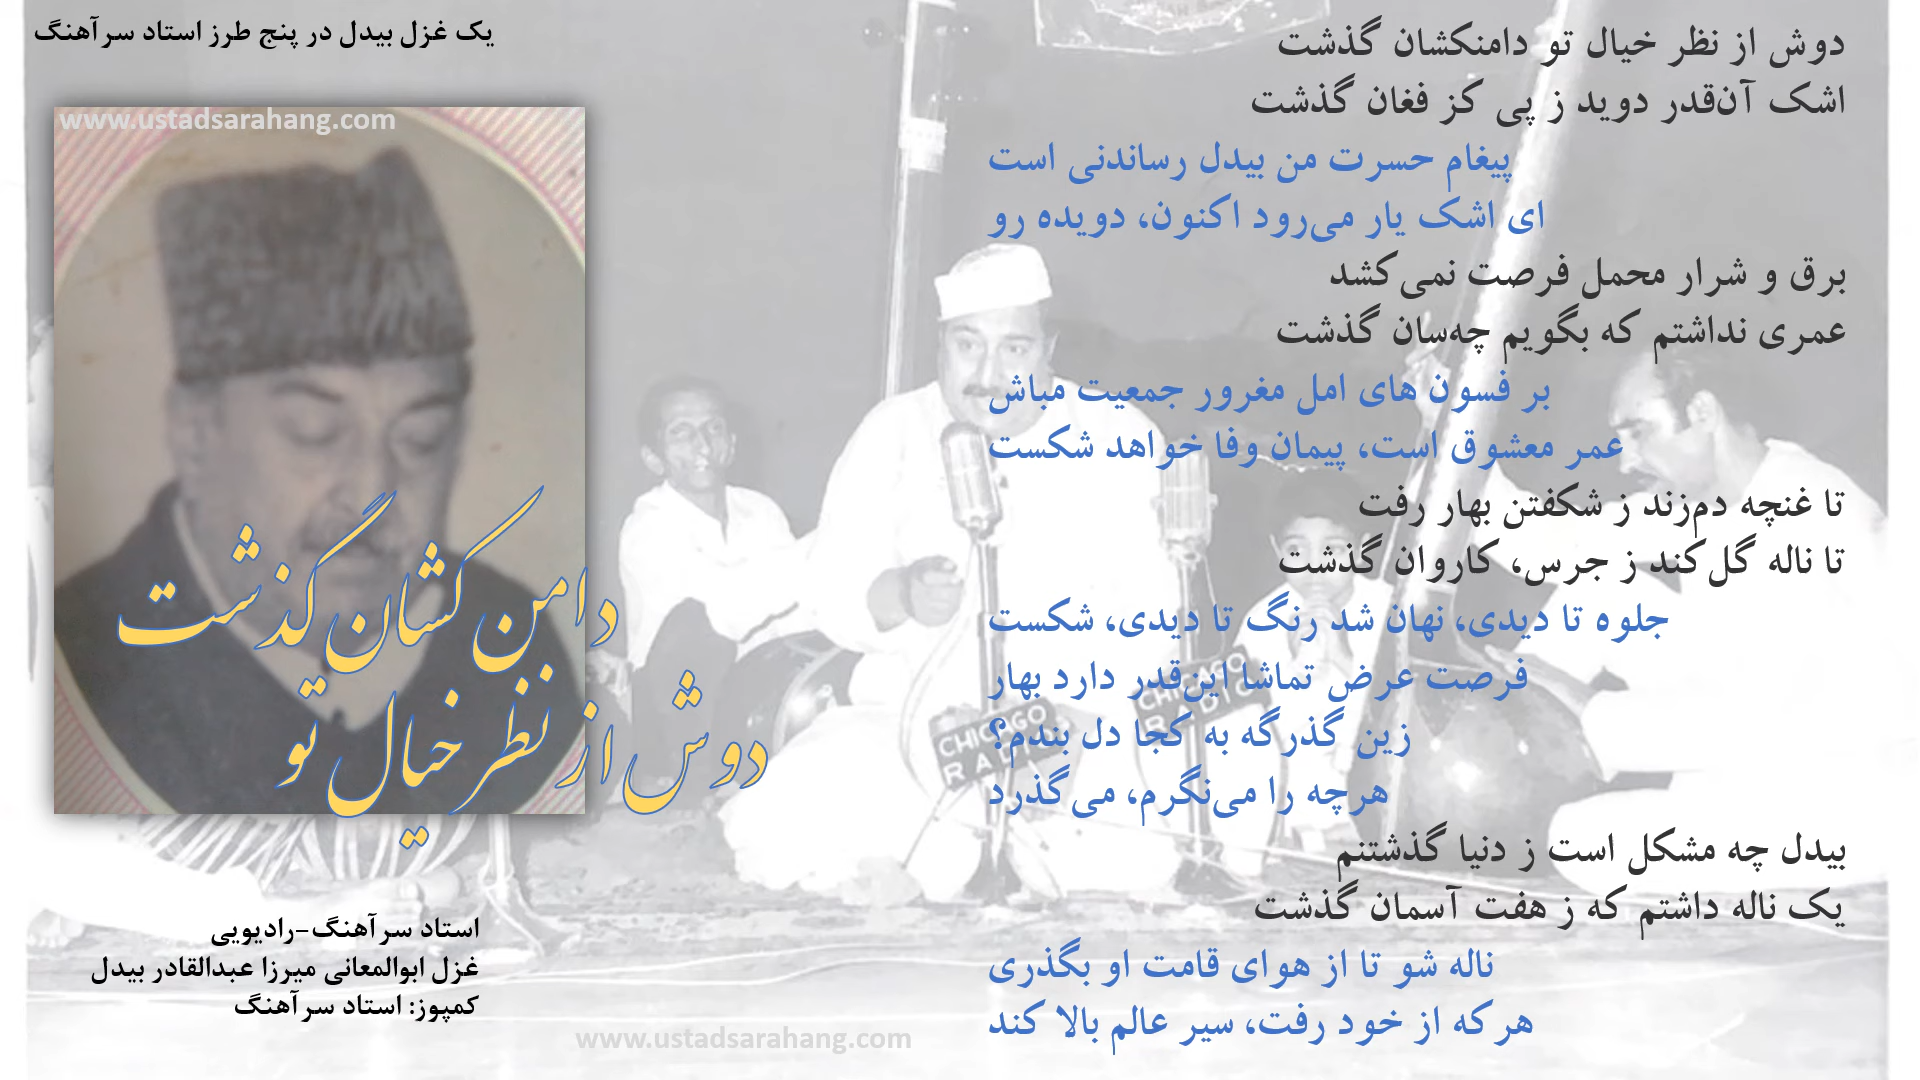 یک غزل بیدل در پنج طرز استاد سرآهنگ
www.ustadsarahang.com
دوش از نظر خیال تو دامنکشان گذشت
اشک آن‌قدر دوید ز پی کز فغان گذشت
پیغام حسرت من بیدل رساندنی است
ای اشک یار می‌رود اکنون، دویده رو
برق و شرار محمل فرصت نمی‌کشد
عمری نداشتم که بگویم چه‌سان گذشت
بر فسون های امل مغرور جمعیت مباش
عمر معشوق است، پیمان وفا خواهد شکست
تا غنچه دم‌زند ز شکفتن بهار رفت
تا ناله گل‌کند ز جرس، کاروان گذشت
جلوه تا دیدی، نهان شد رنگ تا دیدی، شکست
فرصت عرض تماشا این‌قدر دارد بهار
زین گذرگه به کجا دل بندم؟
هرچه را می‌نگرم، می‌گذرد
بیدل چه مشکل است ز دنیا گذشتنم
یک ناله داشتم که ز هفت آسمان گذشت
ناله شو تا از هوای قامت او بگذری
هرکه از خود رفت، سیر عالم بالا کند
دامن کشان گذشت
دوش از نظر خیال تو
CHICAGO
RADIO
CHICAGO
RADIO
استاد سرآهنگ-رادیویی
غزل ابوالمعانی میرزا عبدالقادر بیدل
کمپوز: استاد سرآهنگ
www.ustadsarahang.com